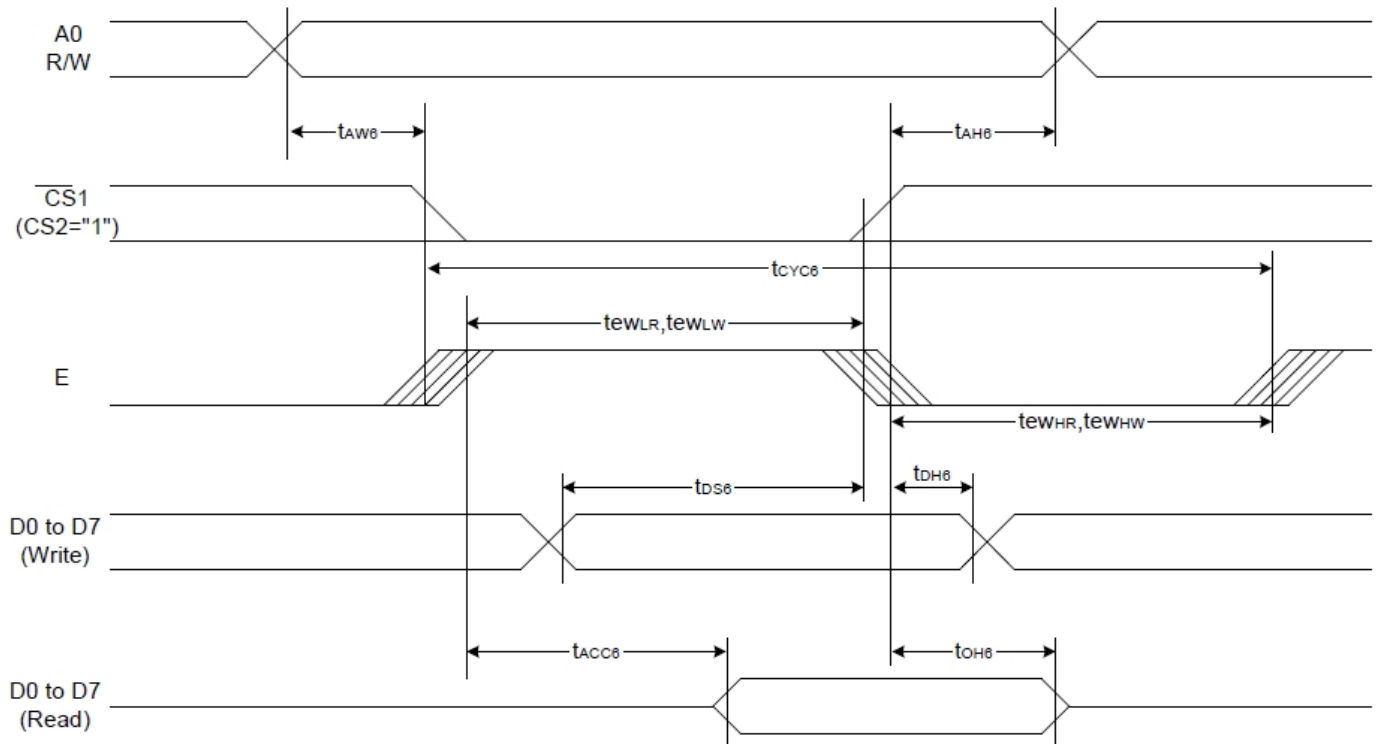 A0
R/W
tAW6
tAH6
CS1
(CS2="1")
tCYC6
tewLR,tewLW
E
tewHR,tewHW
tDS6
tDH6
D0 to D7
(Write)
tACC6
tOH6
D0 to D7
(Read)